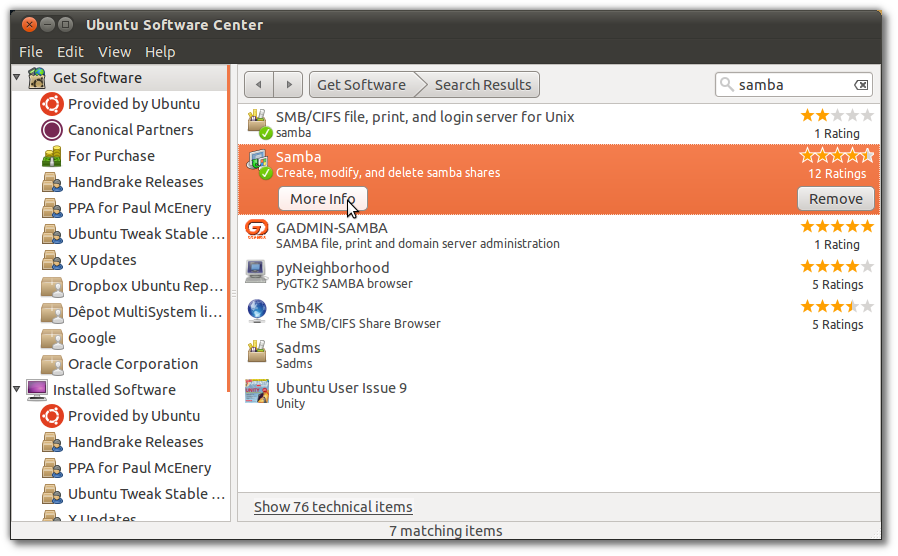 Ubuntu Software Center
File Edit View Help
Get Software
Provided by Ubuntu
Canonical Partners
For Purchase
HandBrake Releases
PPA for Paul McEnery
Ubuntu Tweak Stable ...
X Updates
Dropbox Ubuntu Rep...
Dêpot MultiSystem li...
Google
Oracle Corporation
Installed Software
Provided by Ubuntu
HandBrake Releases
PPA for Paul McEnery
Ubuntu Tweak Stable ...
X Updates
Get Software Search Results samba
SMB/CIFS file, print, and login server for Unix
samba 1 Rating
Samba
Create, modify, and delete samba shares 12 Ratings
More Info Remove
GADMIN-SAMBA
SAMBA file, print and domain server administration 1 Rating
pyNeighborhood
PyGTK2 SAMBA browser 5 Ratings
Smb4K
The SMB/CIFS Share Browser 5 Ratings
Sadms
Sadms
Ubuntu User Issue 9
Unity
Show 76 technical items
7 matching items